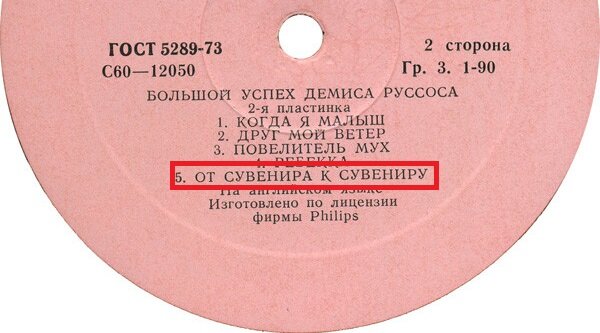 ГОСТ 5289-73
2 сторона
С60—12050
Гр. 3. 1-90
БОЛЬШОЙ УСПЕХ ДЕМИСА РУССОСА
2-я пластинка
1. КОГДА Я МАЛЫШ
2. ДРУГ МОЙ ВЕТЕР
3. ПОВЕЛИТЕЛЬ МУХ
4. РЕБЕККА
5. ОТ СУВЕНИРА К СУВЕНИРУ
На английском языке
Изготовлено по лицензии
фирмы Philips